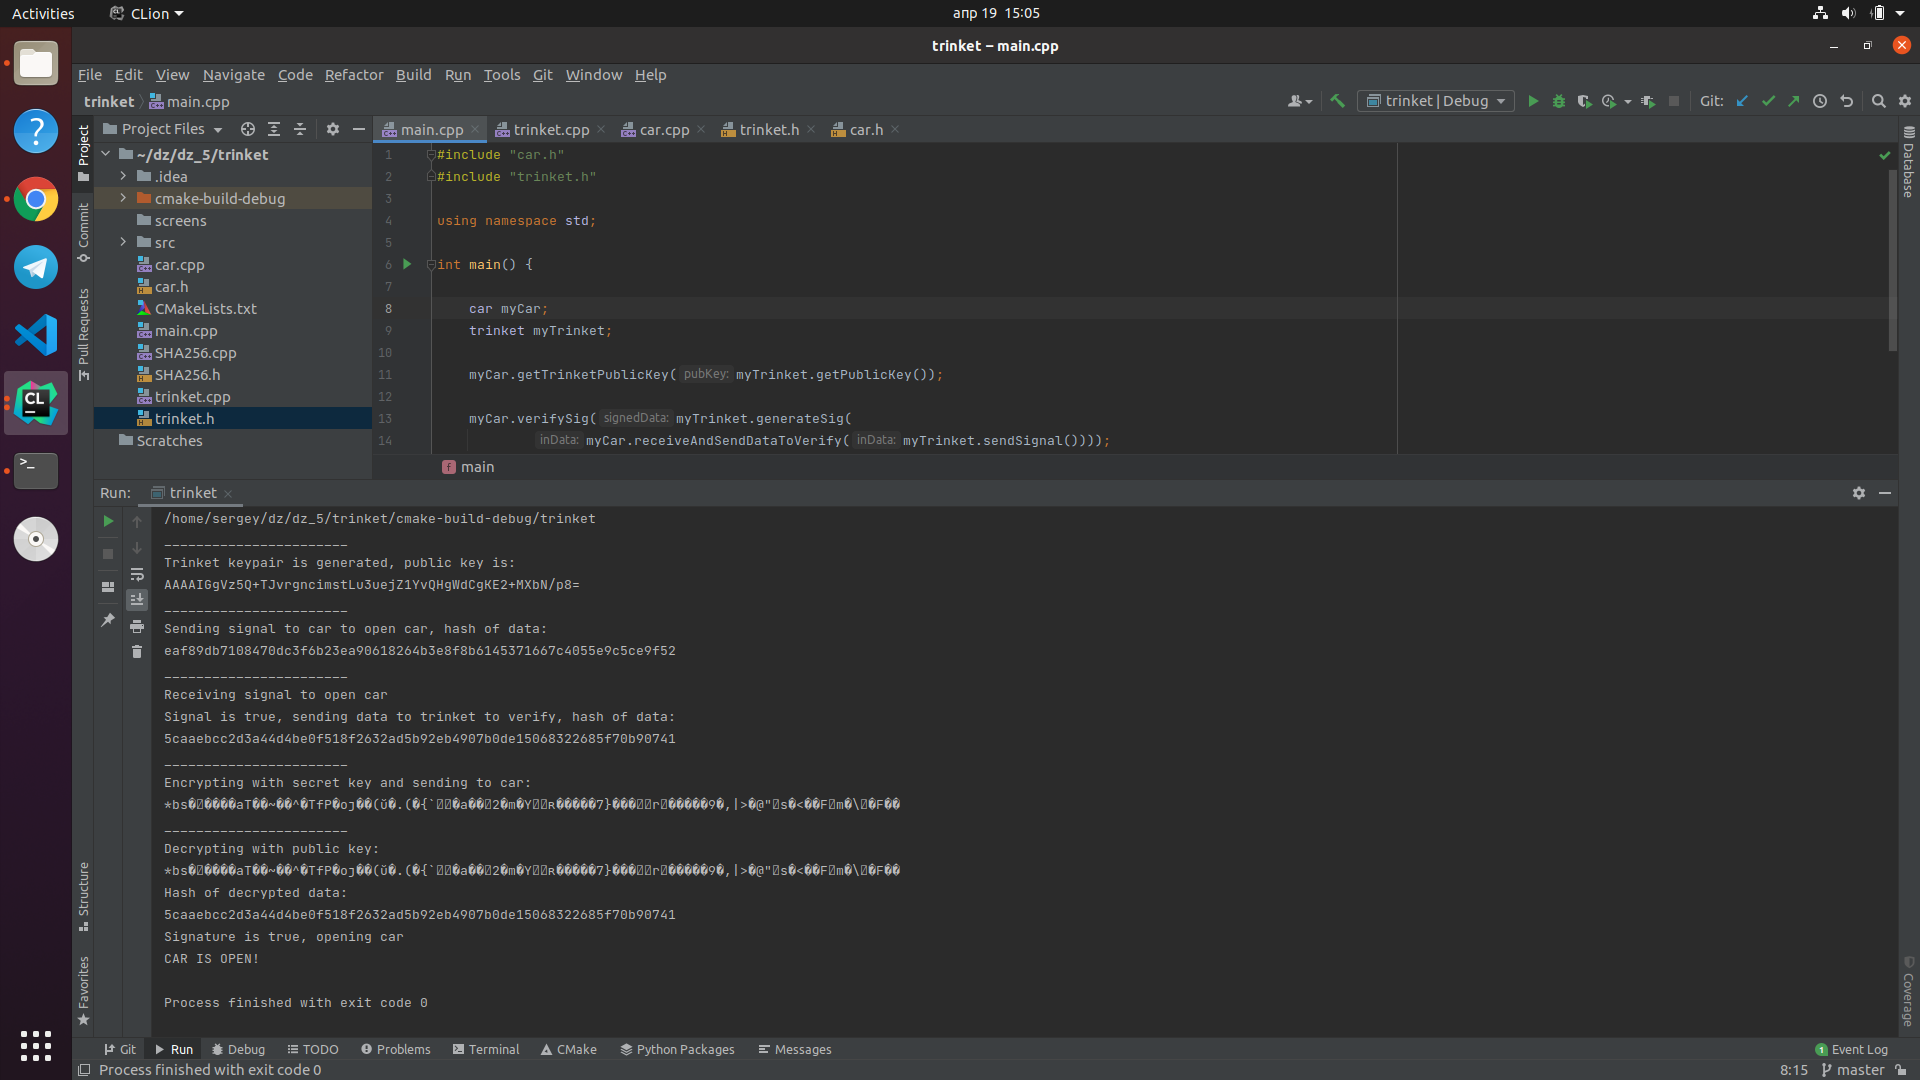 Activities
CLion
апр 19 15:05
trinket – main.cpp
File Edit View Navigate Code Refactor Build Run Tools Git Window Help
trinket main.cpp
trinket | Debug
Git:
Project
Commit
Pull Requests
Structure
Favorites
Project Files
~/dz/dz_5/trinket
.idea
cmake-build-debug
screens
src
car.cpp
car.h
CMakeLists.txt
main.cpp
SHA256.cpp
SHA256.h
trinket.cpp
trinket.h
Scratches
main.cpp trinket.cpp car.cpp trinket.h car.h
1 #include "car.h"
2 #include "trinket.h"
3
4 using namespace std;
5
6 int main() {
7
8 car myCar;
9 trinket myTrinket;
10
11 myCar.getTrinketPublicKey( pubKey: myTrinket.getPublicKey());
12
13 myCar.verifySig( signedData: myTrinket.generateSig(
14 inData: myCar.receiveAndSendDataToVerify( inData: myTrinket.sendSignal())));
main
Database
Coverage
Run: trinket
/home/sergey/dz/dz_5/trinket/cmake-build-debug/trinket
_______________________
Trinket keypair is generated, public key is:
AAAAIGgVz5Q+TJvrgncimstLu3uejZ1YvQHgWdCgKE2+MXbN/p8=
_______________________
Sending signal to car to open car, hash of data:
eaf89db7108470dc3f6b23ea90618264b3e8f8b6145371667c4055e9c5ce9f52
_______________________
Receiving signal to open car
Signal is true, sending data to trinket to verify, hash of data:
5caaebcc2d3a44d4be0f518f2632ad5b92eb4907b0de15068322685f70b90741
_______________________
Encrypting with secret key and sending to car:
_______________________
Decrypting with public key:
Hash of decrypted data:
5caaebcc2d3a44d4be0f518f2632ad5b92eb4907b0de15068322685f70b90741
Signature is true, opening car
CAR IS OPEN!
Process finished with exit code 0
Git Run Debug TODO Problems Terminal CMake Python Packages Messages
1 Event Log
Process finished with exit code 0
8:15 master